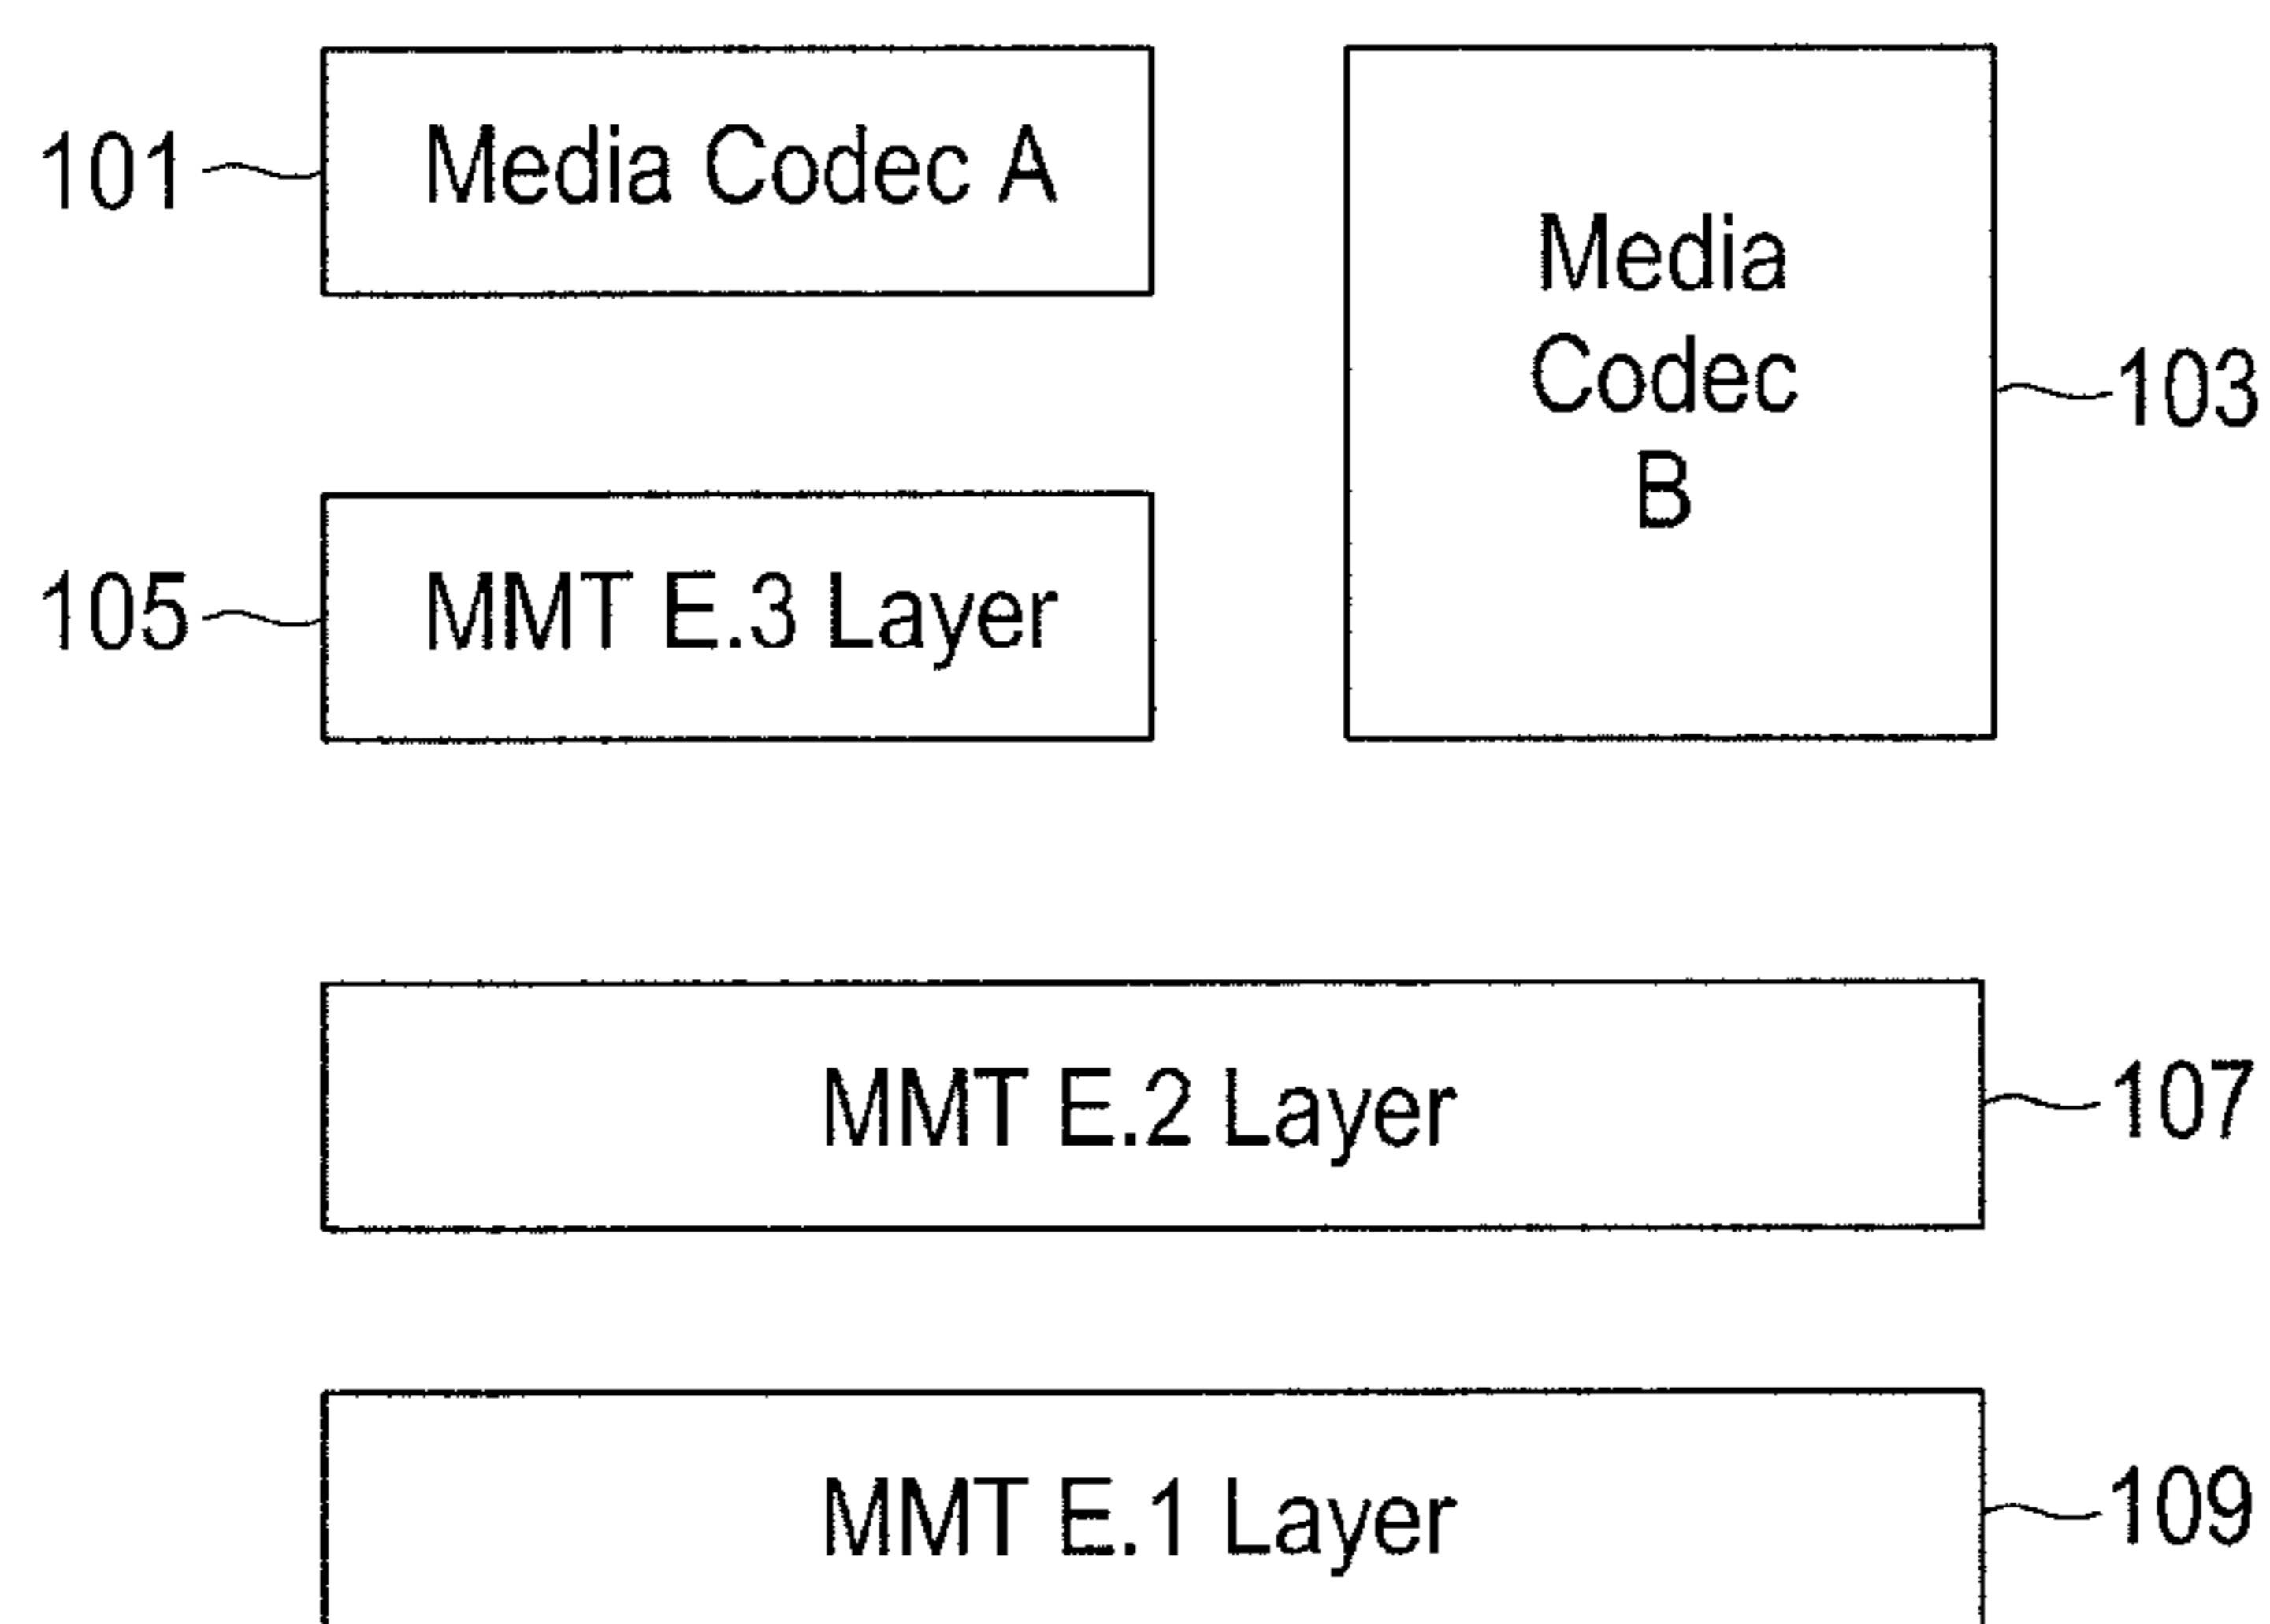 101
Media Codec A
Media
Codec
B
103
105
MMT E.3 Layer
MMT E.2 Layer
107
MMT E.1 Layer
109